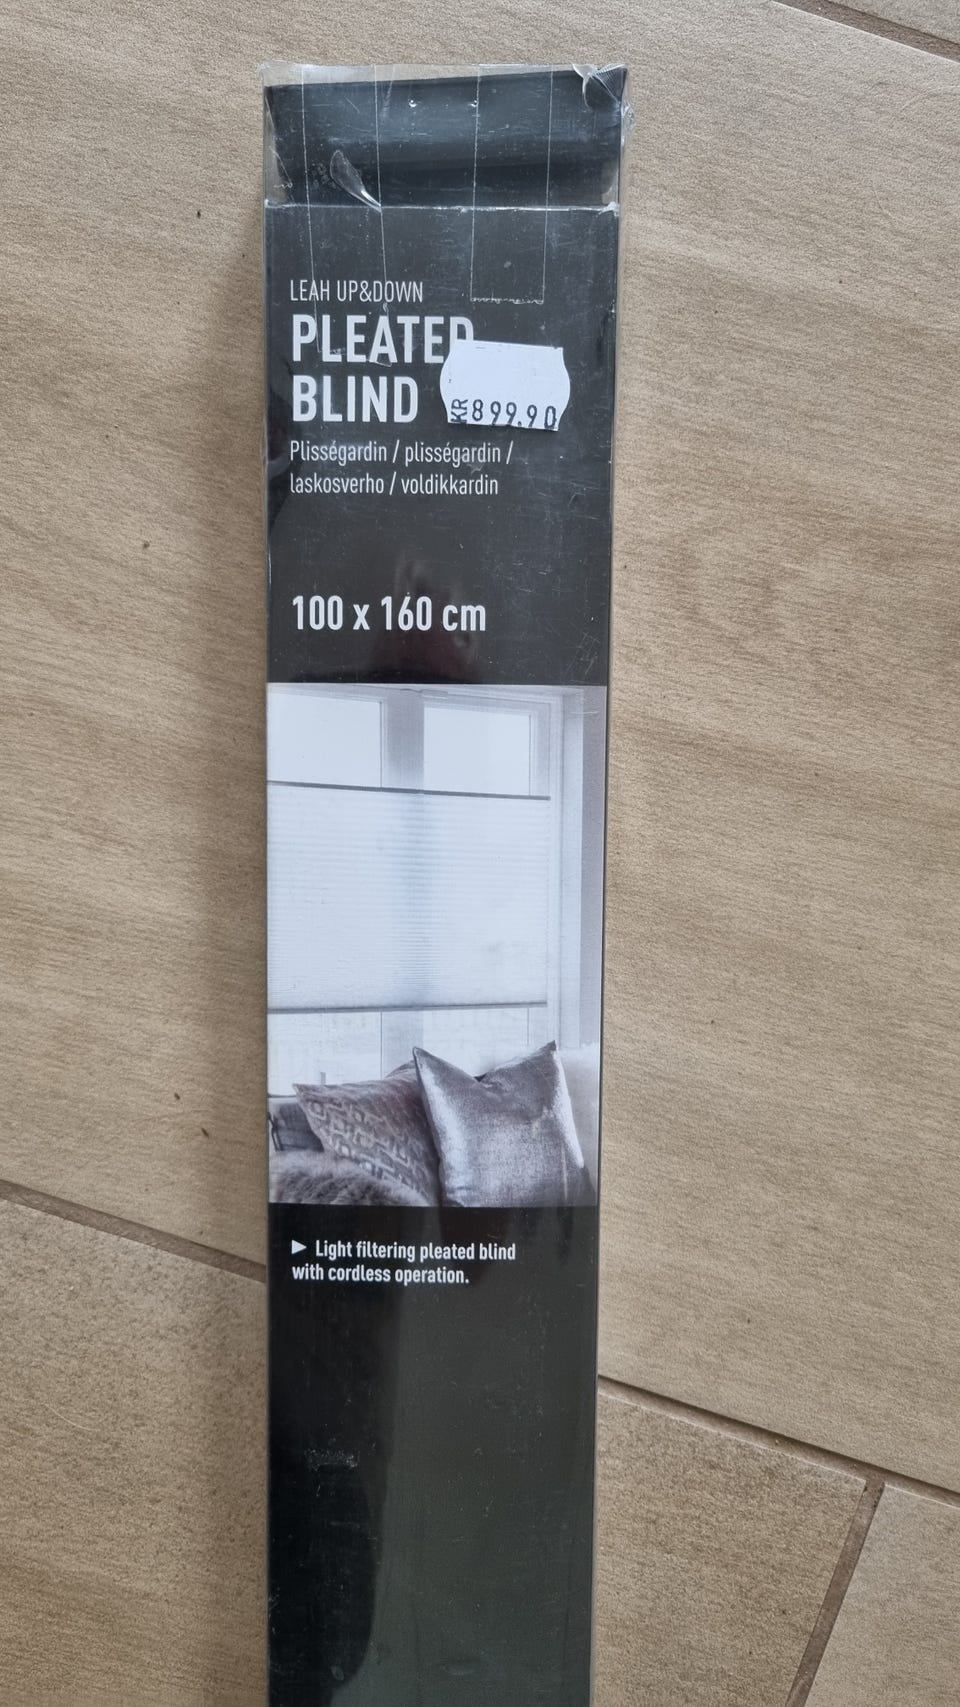 LEAH UP&DOWN
PLEATED
BLIND
KR 899.90
Plisségardin / plisségardin /
laskosverho / voldikkardin
100 x 160 cm
► Light filtering pleated blind
with cordless operation.